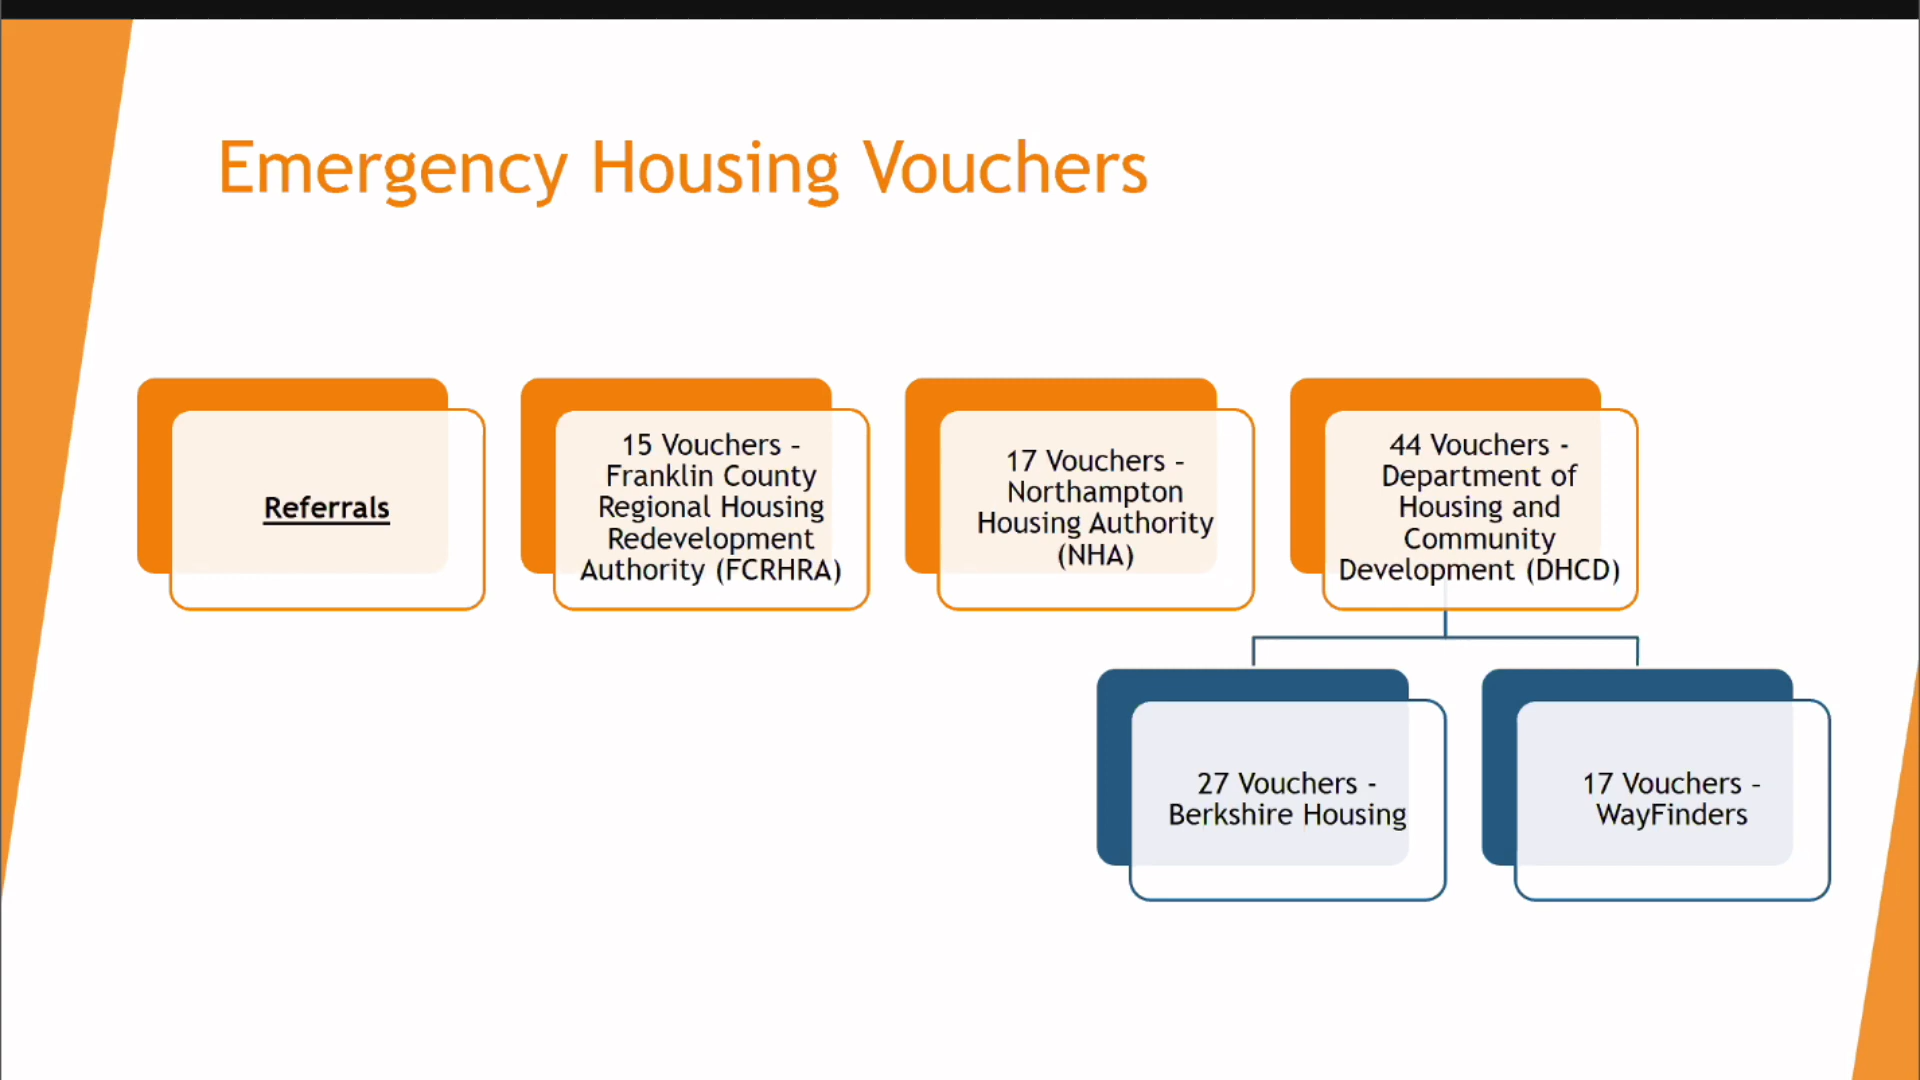 Emergency Housing Vouchers
Referrals
15 Vouchers –
Franklin County
Regional Housing
Redevelopment
Authority (FCRHRA)
17 Vouchers –
Northampton
Housing Authority
(NHA)
44 Vouchers -
Department of
Housing and
Community
Development (DHCD)
27 Vouchers -
Berkshire Housing
17 Vouchers –
WayFinders